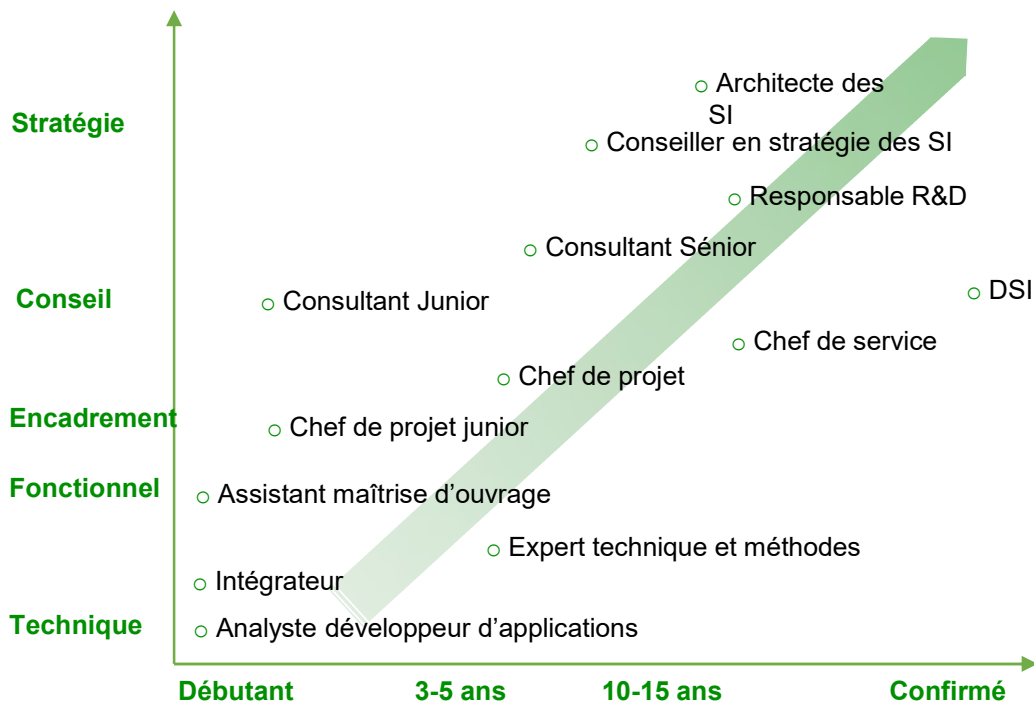 Architecte des
SI
Stratégie
Conseiller en stratégie des SI
Responsable R&D
Consultant Sénior
Conseil
Consultant Junior
DSI
Chef de service
Chef de projet
Encadrement
Chef de projet junior
Fonctionnel
Assistant maîtrise d’ouvrage
Expert technique et méthodes
Intégrateur
Technique
Analyste développeur d’applications
Débutant
3-5 ans
10-15 ans
Confirmé